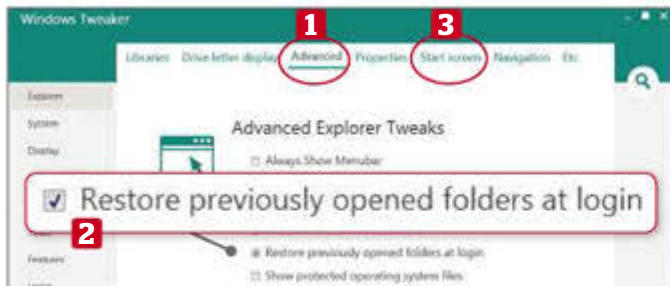 Windows Tweaker
1 3
Libraries Drive letter display Advanced Properties Start screen Navigation Etc.
Explorer
System
Display
Advanced Explorer Tweaks
Always Show Menubar
Restore previously opened folders at login
2
Features
Restore previously opened folders at login
Show protected operating system files